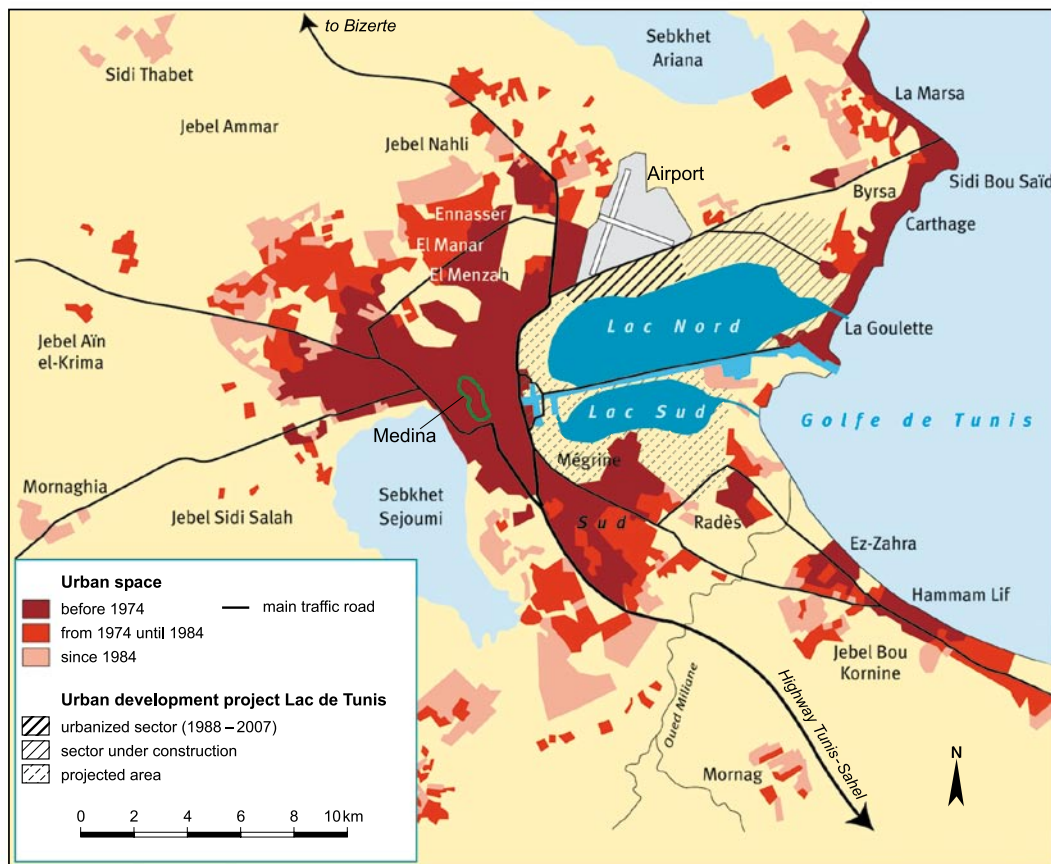 to Bizerte
Sebkhet
Ariana
Sidi Thabet
La Marsa
Jebel Ammar
Jebel Nahli
Airport
Byrsa
Sidi Bou Saïd
Ennasser
Carthage
El Manar
El Menzah
Lac Nord
La Goulette
Jebel Aïn
el-Krima
Lac Sud
Golfe de Tunis
Medina
Mégrine
Mornaghia
Sebkhet
Sejoumi
Jebel Sidi Salah
Sud
Radès
Ez-Zahra
Hammam Lif
Jebel Bou
Kornine
Oued Miliane
Highway Tunis-Sahel
Mornag
N
Urban space
before 1974
main traffic road
from 1974 until 1984
since 1984
Urban development project Lac de Tunis
urbanized sector (1988–2007)
sector under construction
projected area
0 2 4 6 8 10 km